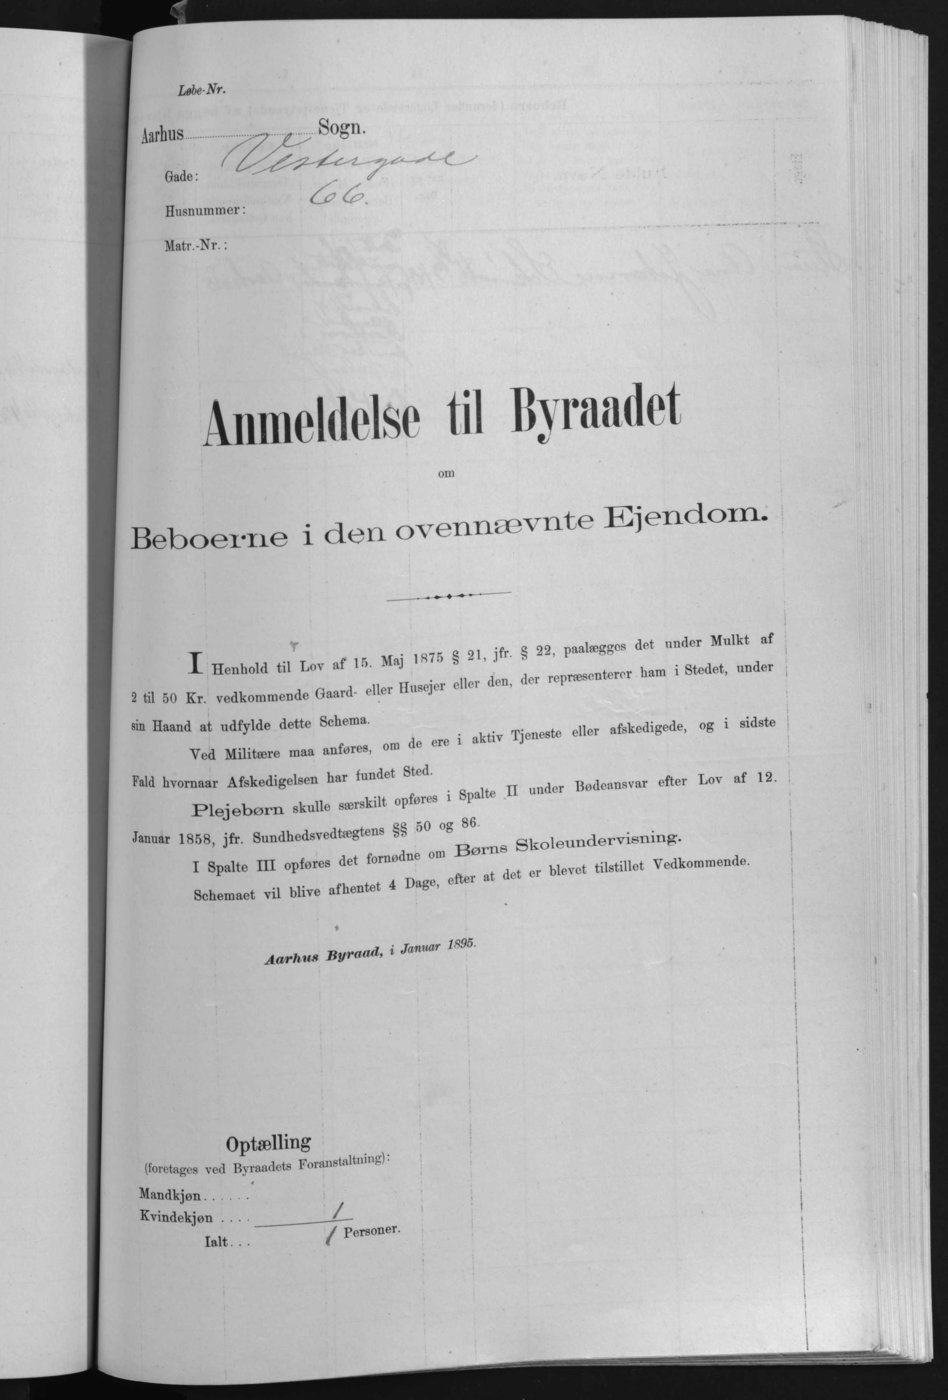 Løbe-Nr.
Aarhus Sogn.
Gade: Vestergade
Husnummer: 66.
Matr.-Nr.:
Anmeldelse til Byraadet
om
Beboerne i den ovennævnte Ejendom.
I Henhold til Lov af 15. Maj 1875 § 21, jfr. § 22, paalægges det under Mulkt af
2 til 50 Kr. vedkommende Gaard- eller Husejer eller den, der repræsenterer ham i Stedet, under
sin Haand at udfylde dette Schema.
Ved Militære maa anføres, om de ere i aktiv Tjeneste eller afskedigede, og i sidste
Fald hvornaar Afskedigelsen har fundet Sted.
Plejebørn skulle særskilt opføres i Spalte II under Bødeansvar efter Lov af 12.
Januar 1858, jfr. Sundhedsvedtægtens §§ 50 og 86.
I Spalte III opføres det fornødne om Børns Skoleundervisning.
Schemaet vil blive afhentet 4 Dage, efter at det er blevet tilstillet Vedkommende.
Aarhus Byraad, i Januar 1895.
Optælling
(foretages ved Byraadets Foranstaltning):
Mandkjøn......
Kvindekjøn .... 1
Ialt... 1 Personer.